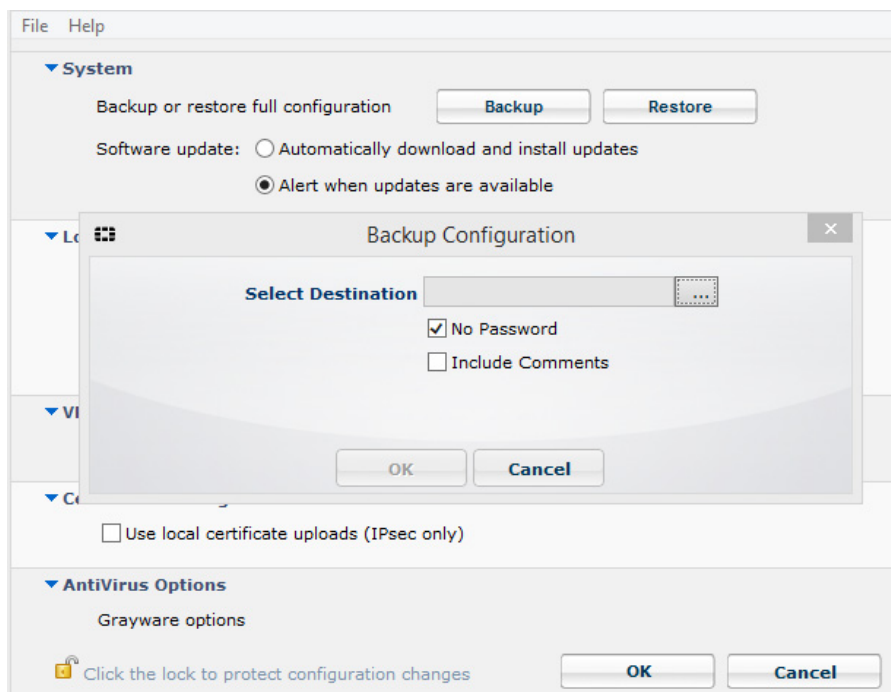 File Help
System
Backup or restore full configuration Backup Restore
Software update: Automatically download and install updates
Alert when updates are available
Backup Configuration
Select Destination ...
No Password
Include Comments
OK Cancel
Use local certificate uploads (IPsec only)
AntiVirus Options
Grayware options
Click the lock to protect configuration changes OK Cancel